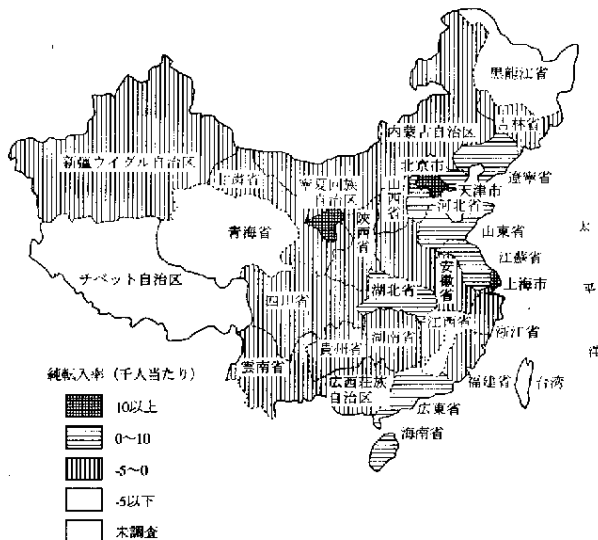 黒龍江省
吉林省
内蒙古自治区
北京市
遼寧省
新疆ウイグル自治区
甘粛省
寧夏回族
自治区
山西省
天津市
河北省
陝西省
青海省
山東省
太平洋
江蘇省
チベット自治区
安徽省
上海市
湖北省
四川省
江西省
浙江省
湖南省
貴州省
雲南省
福建省
台湾
広西壮族
自治区
広東省
海南省
純転入率（千人当たり）
10以上
0〜10
-5〜0
-5以下
未調査